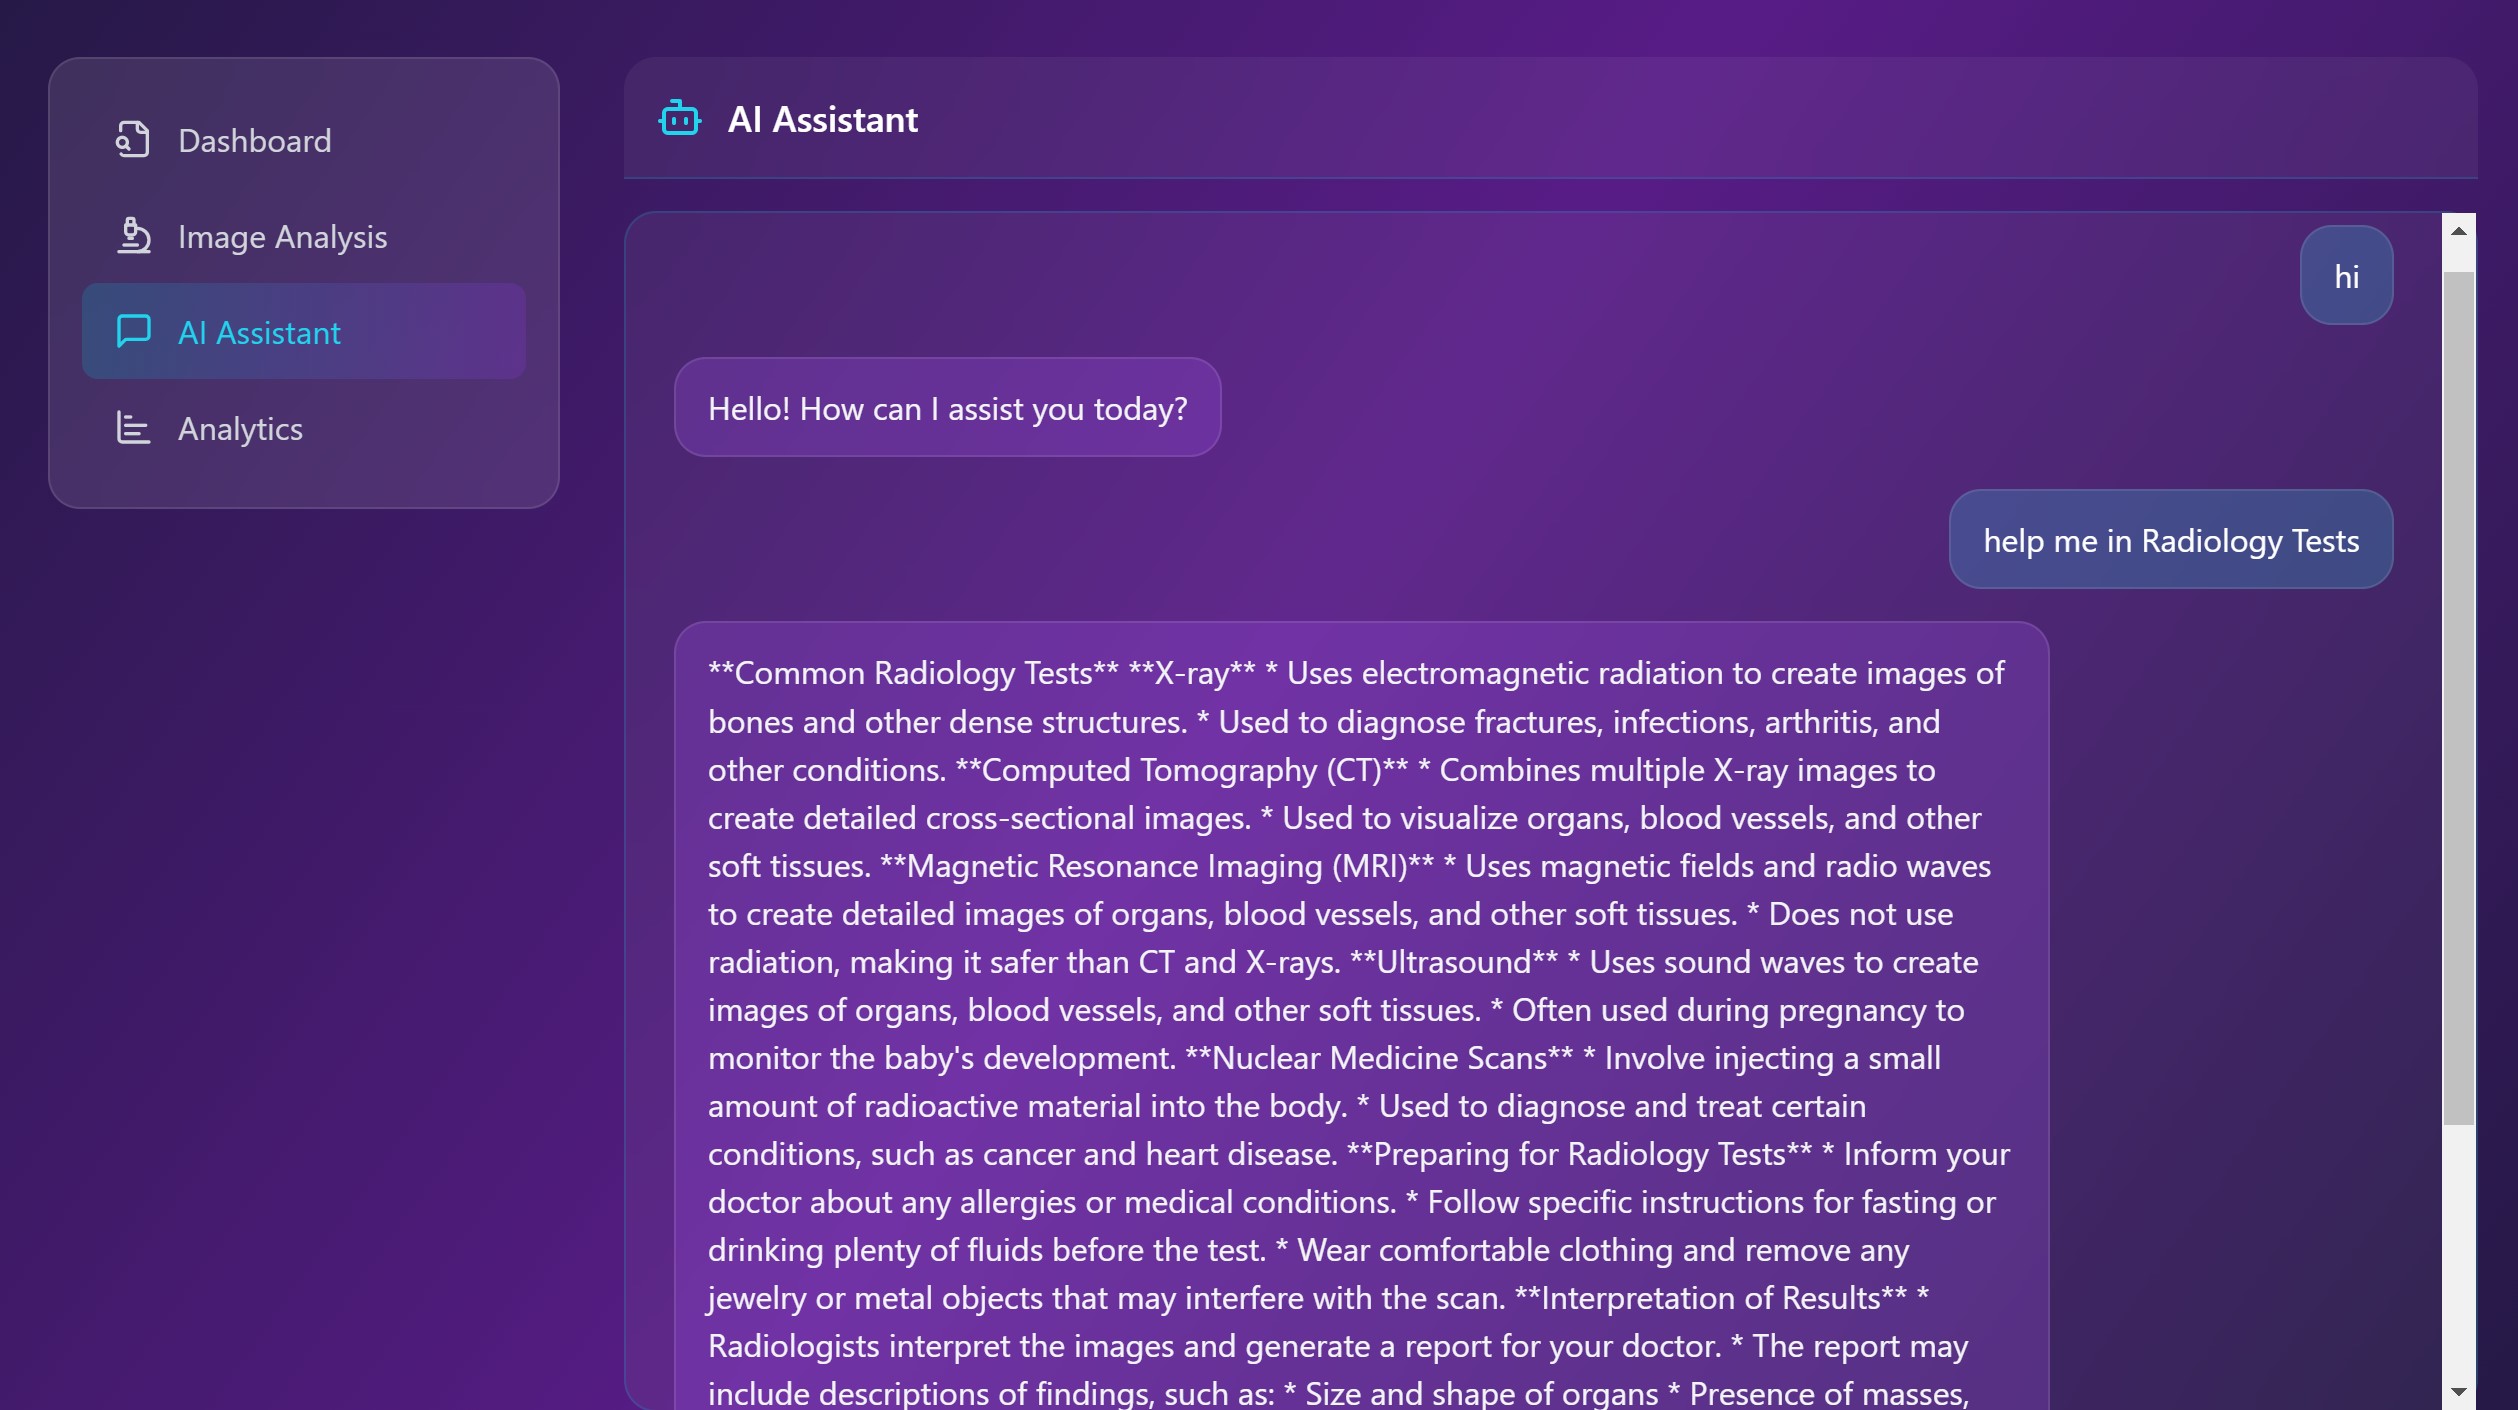 Dashboard
Image Analysis
AI Assistant
Analytics
AI Assistant
hi
Hello! How can I assist you today?
help me in Radiology Tests
**Common Radiology Tests** **X-ray** * Uses electromagnetic radiation to create images of
bones and other dense structures. * Used to diagnose fractures, infections, arthritis, and
other conditions. **Computed Tomography (CT)** * Combines multiple X-ray images to
create detailed cross-sectional images. * Used to visualize organs, blood vessels, and other
soft tissues. **Magnetic Resonance Imaging (MRI)** * Uses magnetic fields and radio waves
to create detailed images of organs, blood vessels, and other soft tissues. * Does not use
radiation, making it safer than CT and X-rays. **Ultrasound** * Uses sound waves to create
images of organs, blood vessels, and other soft tissues. * Often used during pregnancy to
monitor the baby's development. **Nuclear Medicine Scans** * Involve injecting a small
amount of radioactive material into the body. * Used to diagnose and treat certain
conditions, such as cancer and heart disease. **Preparing for Radiology Tests** * Inform your
doctor about any allergies or medical conditions. * Follow specific instructions for fasting or
drinking plenty of fluids before the test. * Wear comfortable clothing and remove any
jewelry or metal objects that may interfere with the scan. **Interpretation of Results** *
Radiologists interpret the images and generate a report for your doctor. * The report may
include descriptions of findings, such as: * Size and shape of organs * Presence of masses,